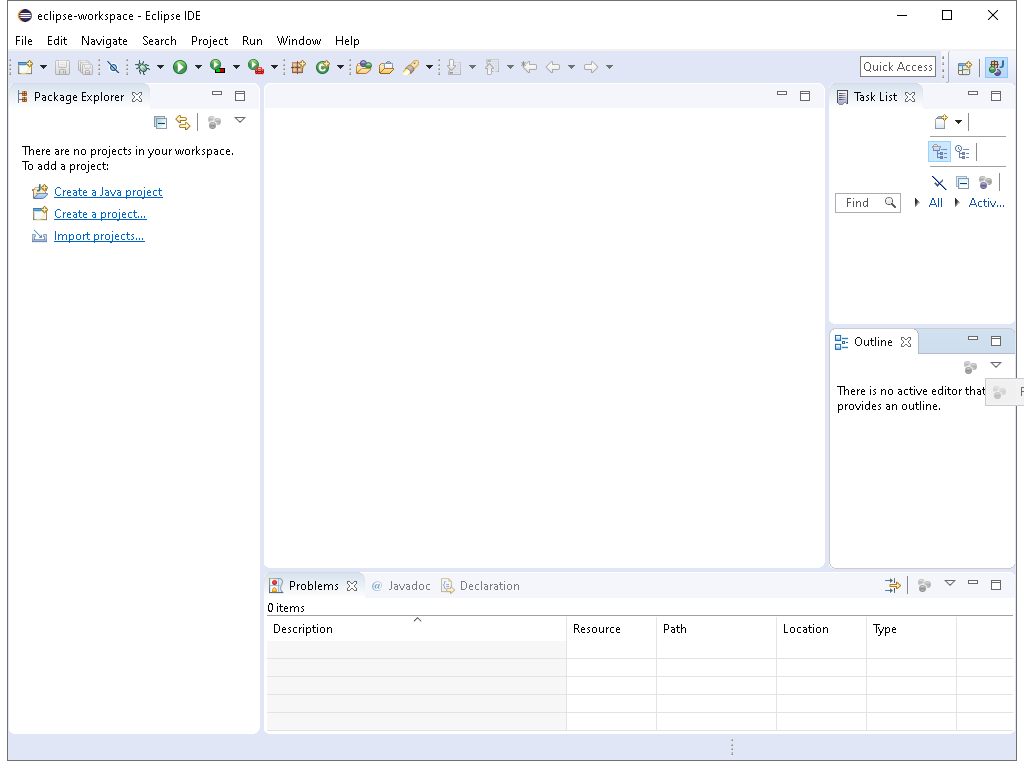 eclipse-workspace - Eclipse IDE
File Edit Navigate Search Project Run Window Help
Quick Access
Package Explorer
There are no projects in your workspace.
To add a project:
Create a Java project
Create a project...
Import projects...
Task List
Find All Activ...
Outline
There is no active editor that
provides an outline.
Problems @ Javadoc Declaration
0 items
Description Resource Path Location Type